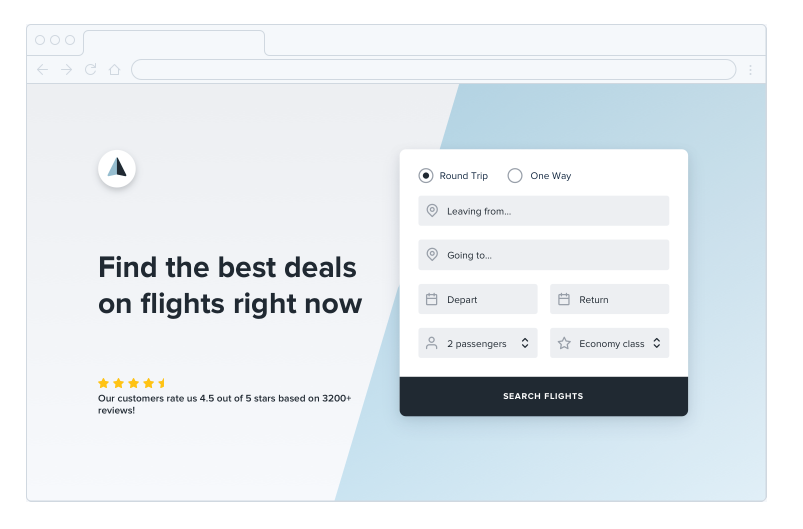 Round Trip
One Way
Leaving from...
Going to...
Find the best deals
on flights right now
Depart
Return
2 passengers
Economy class
Our customers rate us 4.5 out of 5 stars based on 3200+
reviews!
SEARCH FLIGHTS